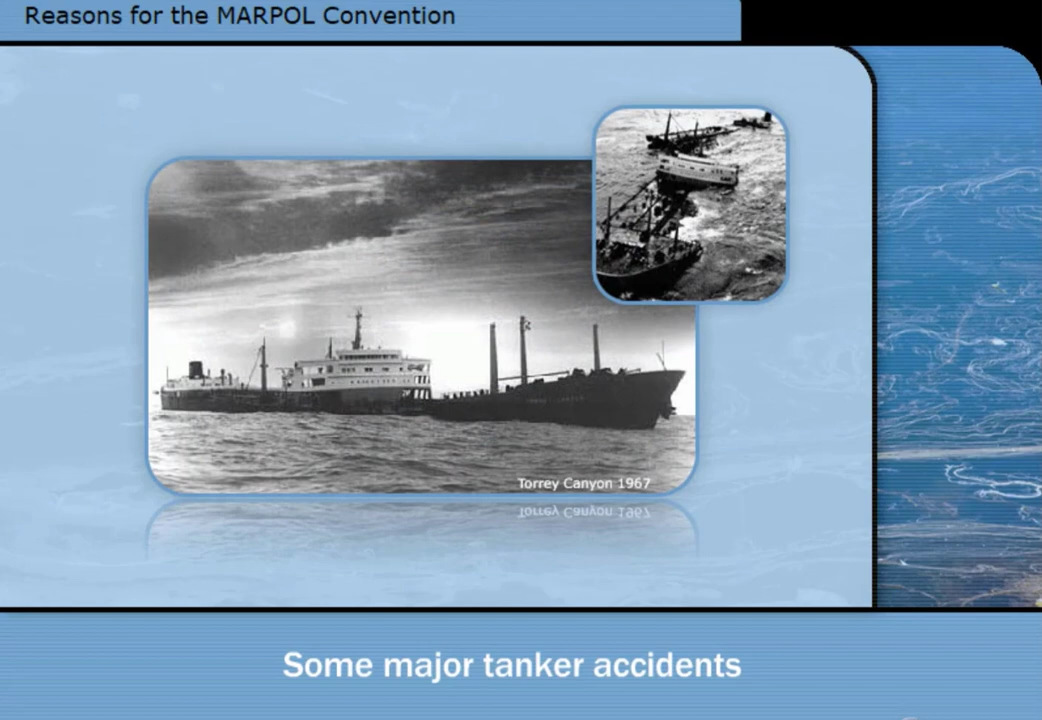 Reasons for the MARPOL Convention
Torrey Canyon 1967
Some major tanker accidents